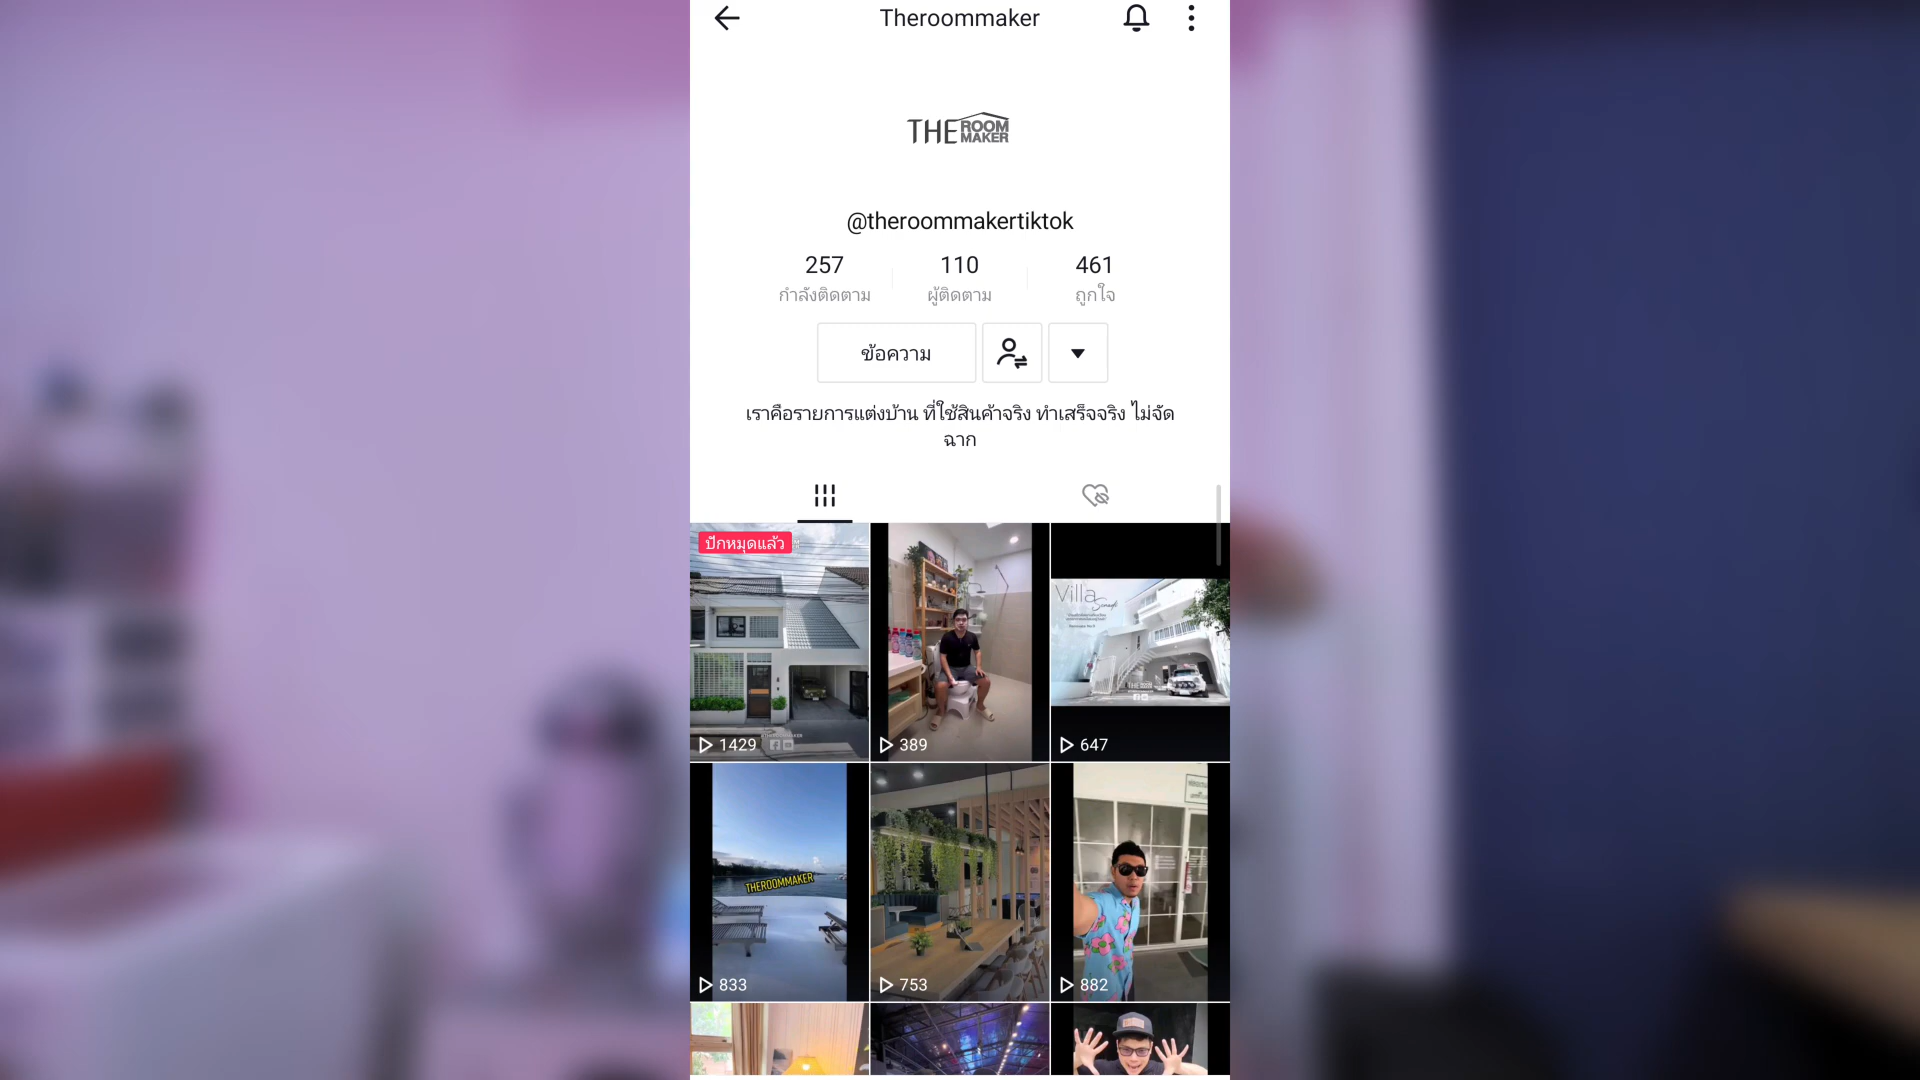 Theroommaker
THE ROOM MAKER
@theroommakertiktok
257 110 461
กำลังติดตาม ผู้ติดตาม ถูกใจ
ข้อความ
เราคือรายการแต่งบ้าน ที่ใช้สินค้าจริง ทำเสร็จจริง ไม่จัด
ฉาก
ปักหมุดแล้ว
Villa
1429 389 647
THEROOMMAKER
833 753 882